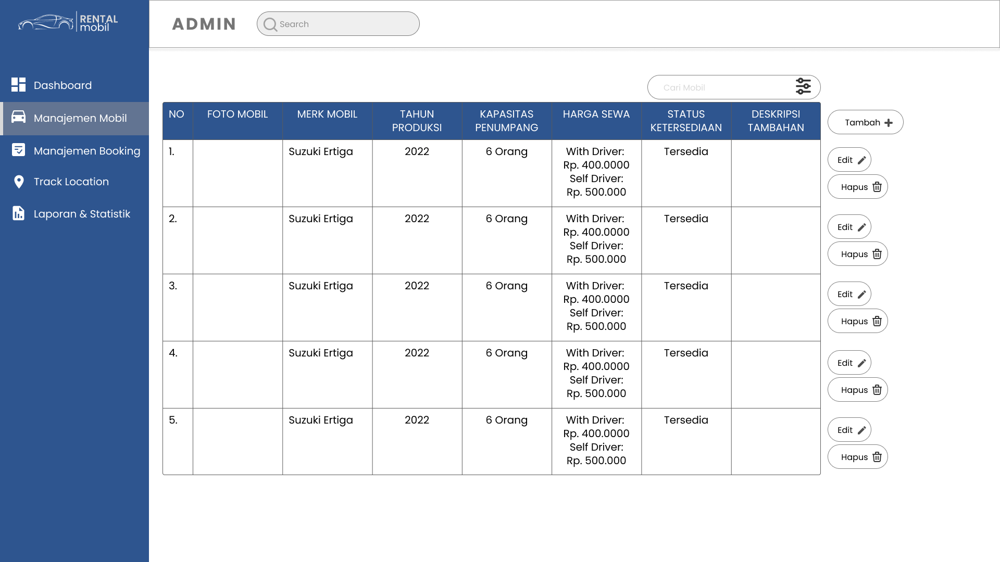 RENTAL
mobil
ADMIN
Search
Dashboard
Manajemen Mobil
Manajemen Booking
Track Location
Laporan & Statistik
Cari Mobil
NO
FOTO MOBIL
MERK MOBIL
TAHUN
PRODUKSI
KAPASITAS
PENUMPANG
HARGA SEWA
STATUS
KETERSEDIAAN
DESKRIPSI
TAMBAHAN
Tambah
1.
Suzuki Ertiga
2022
6 Orang
With Driver:
Rp. 400.0000
Self Driver:
Rp. 500.000
Tersedia
Edit
Hapus
2.
Suzuki Ertiga
2022
6 Orang
With Driver:
Rp. 400.0000
Self Driver:
Rp. 500.000
Tersedia
Edit
Hapus
3.
Suzuki Ertiga
2022
6 Orang
With Driver:
Rp. 400.0000
Self Driver:
Rp. 500.000
Tersedia
Edit
Hapus
4.
Suzuki Ertiga
2022
6 Orang
With Driver:
Rp. 400.0000
Self Driver:
Rp. 500.000
Tersedia
Edit
Hapus
5.
Suzuki Ertiga
2022
6 Orang
With Driver:
Rp. 400.0000
Self Driver:
Rp. 500.000
Tersedia
Edit
Hapus